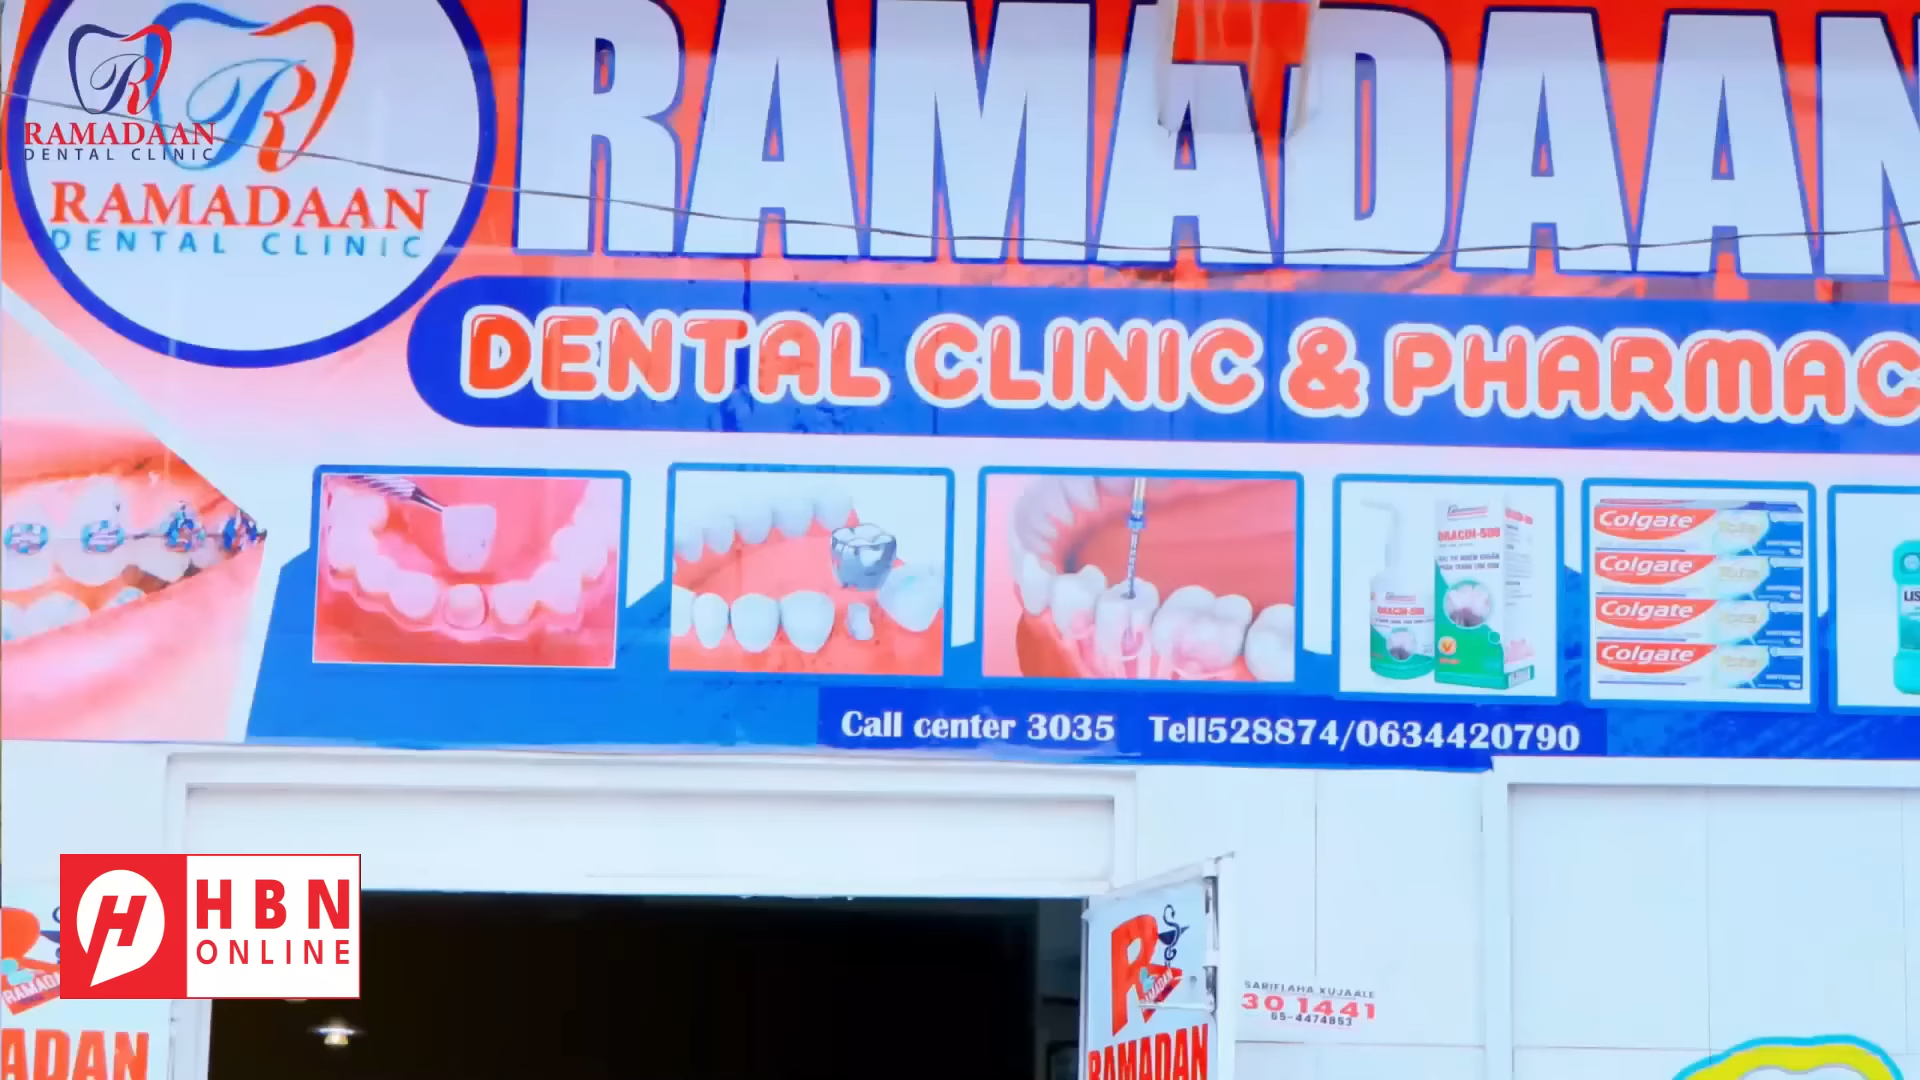 RAMADAAN
DENTAL CLINIC
RAMADAAN
DENTAL CLINIC
RAMADAAN
DENTAL CLINIC & PHARMAC
Colgate
Colgate
Colgate
Colgate
LIS
Call center 3035 Tell528874/0634420790
HBN
ONLINE
SARIFLAHA XUJAALE
301441
65-4474853
RAMADAN
ADAN